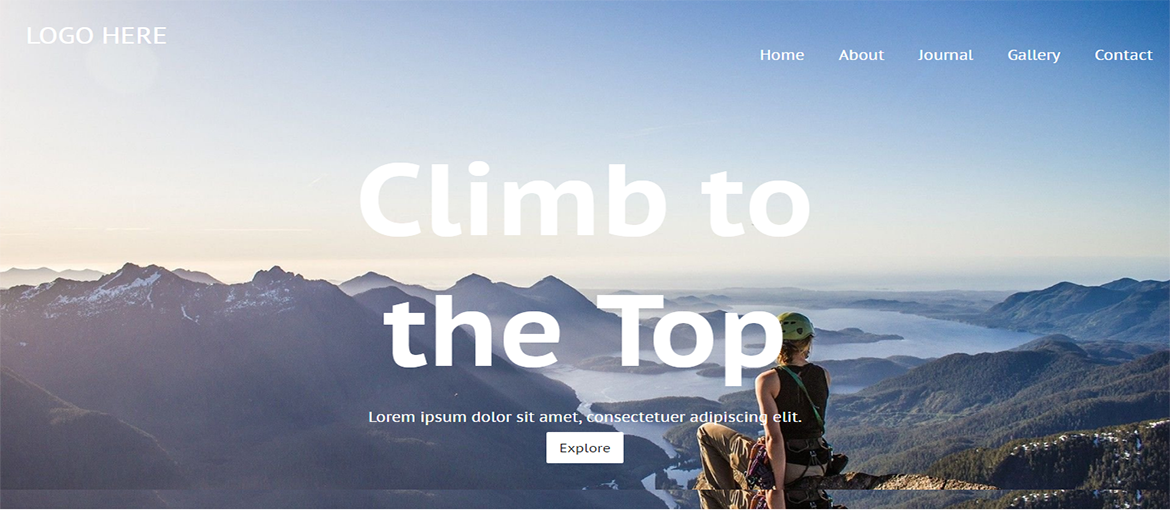 LOGO HERE
Home About Journal Gallery Contact
Climb to
the Top
Lorem ipsum dolor sit amet, consectetuer adipiscing elit.
Explore